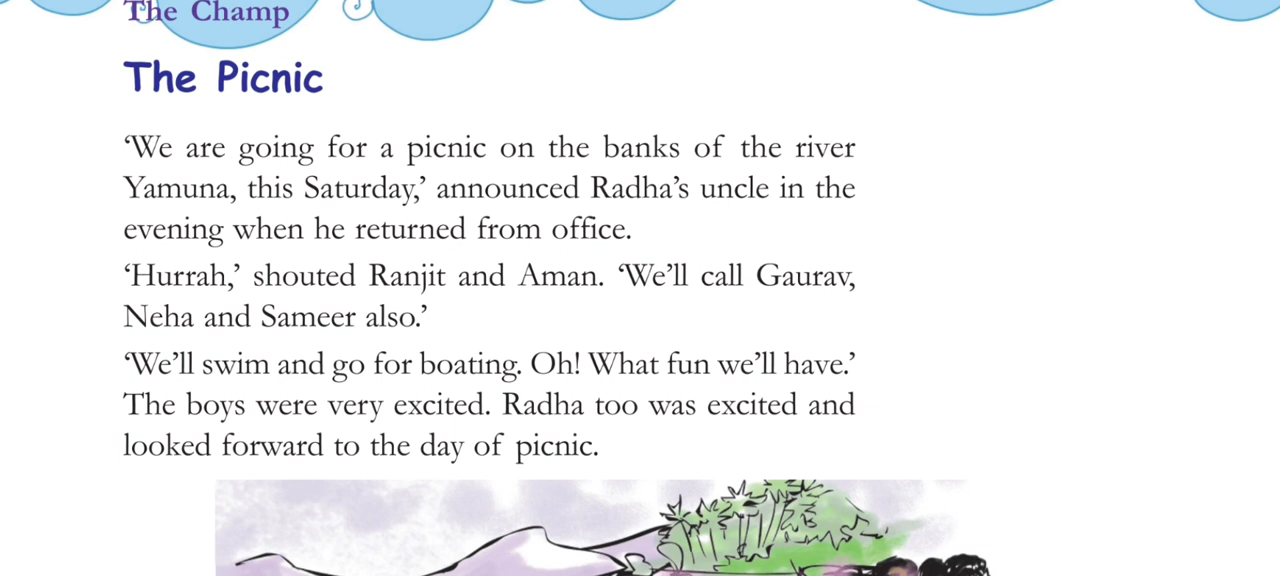 The Champ
The Picnic
‘We are going for a picnic on the banks of the river
Yamuna, this Saturday,’ announced Radha’s uncle in the
evening when he returned from office.
‘Hurrah,’ shouted Ranjit and Aman. ‘We’ll call Gaurav,
Neha and Sameer also.’
‘We’ll swim and go for boating. Oh! What fun we’ll have.’
The boys were very excited. Radha too was excited and
looked forward to the day of picnic.